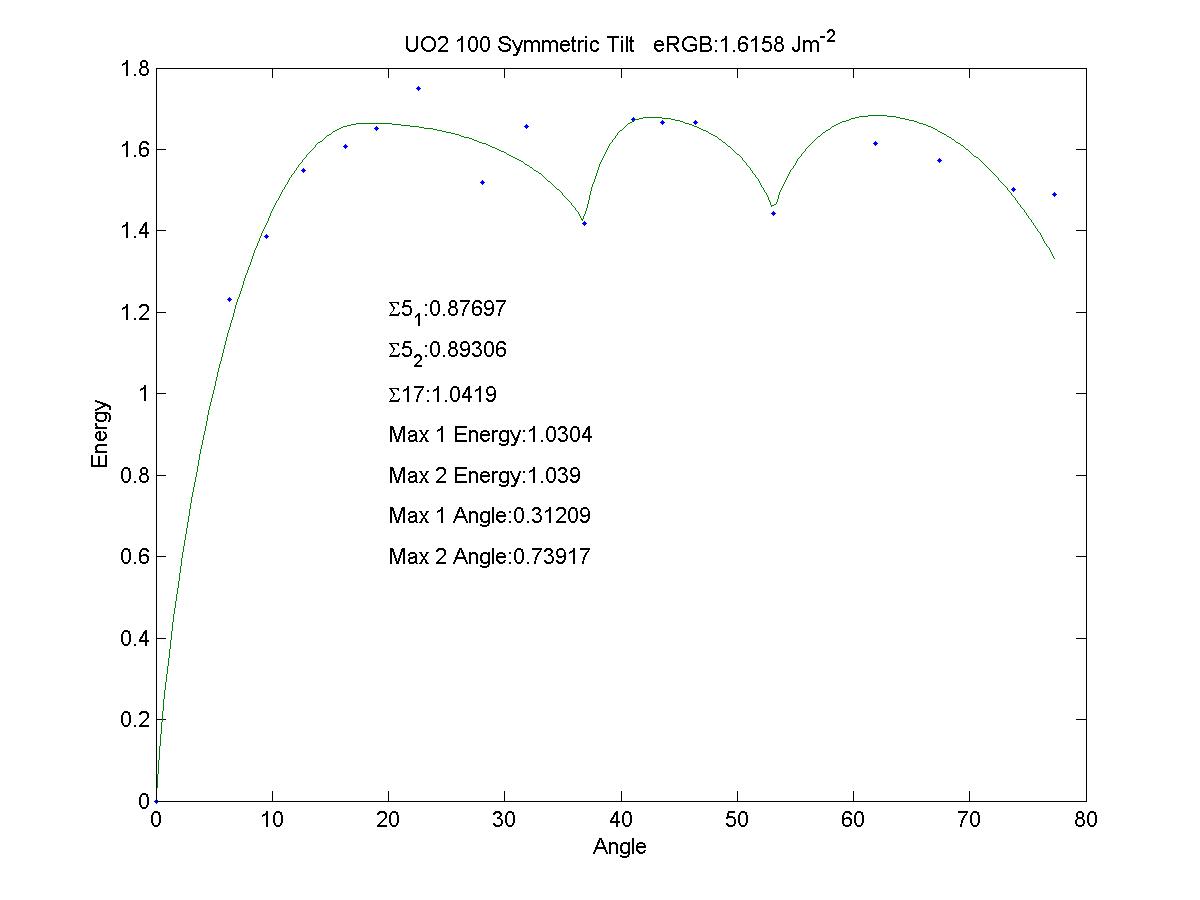 UO2 100 Symmetric Tilt   eRGB:1.6158 Jm-2
1.8
1.6
1.4
1.2
1
0.8
0.6
0.4
0.2
0
Energy
Σ51:0.87697
Σ52:0.89306
Σ17:1.0419
Max 1 Energy:1.0304
Max 2 Energy:1.039
Max 1 Angle:0.31209
Max 2 Angle:0.73917
0 10 20 30 40 50 60 70 80
Angle